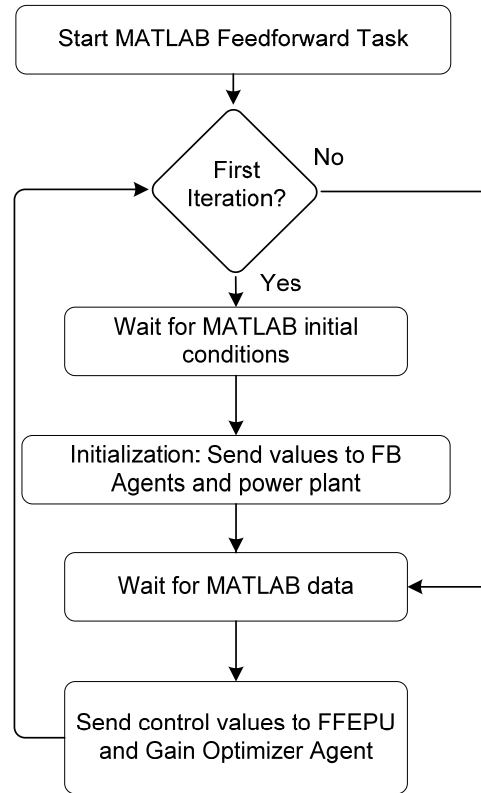 Start MATLAB Feedforward Task
First
Iteration?
No
Yes
Wait for MATLAB initial
conditions
Initialization: Send values to FB
Agents and power plant
Wait for MATLAB data
Send control values to FFEPU
and Gain Optimizer Agent